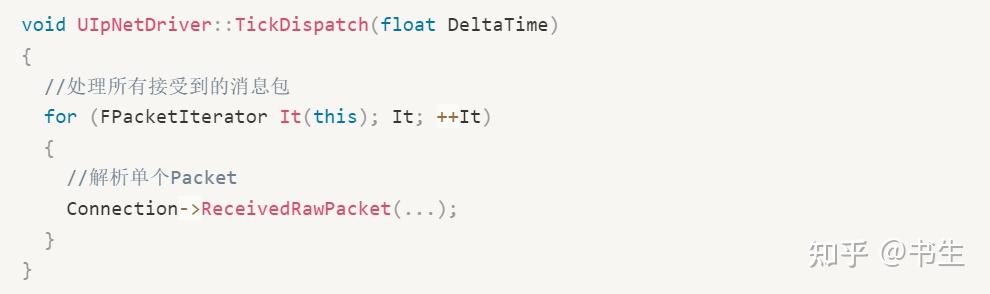 void UIpNetDriver::TickDispatch(float DeltaTime)
{
  //处理所有接受到的消息包
  for (FPacketIterator It(this); It; ++It)
  {
    //解析单个Packet
    Connection->ReceivedRawPacket(...);
  }
}
知乎 @书生